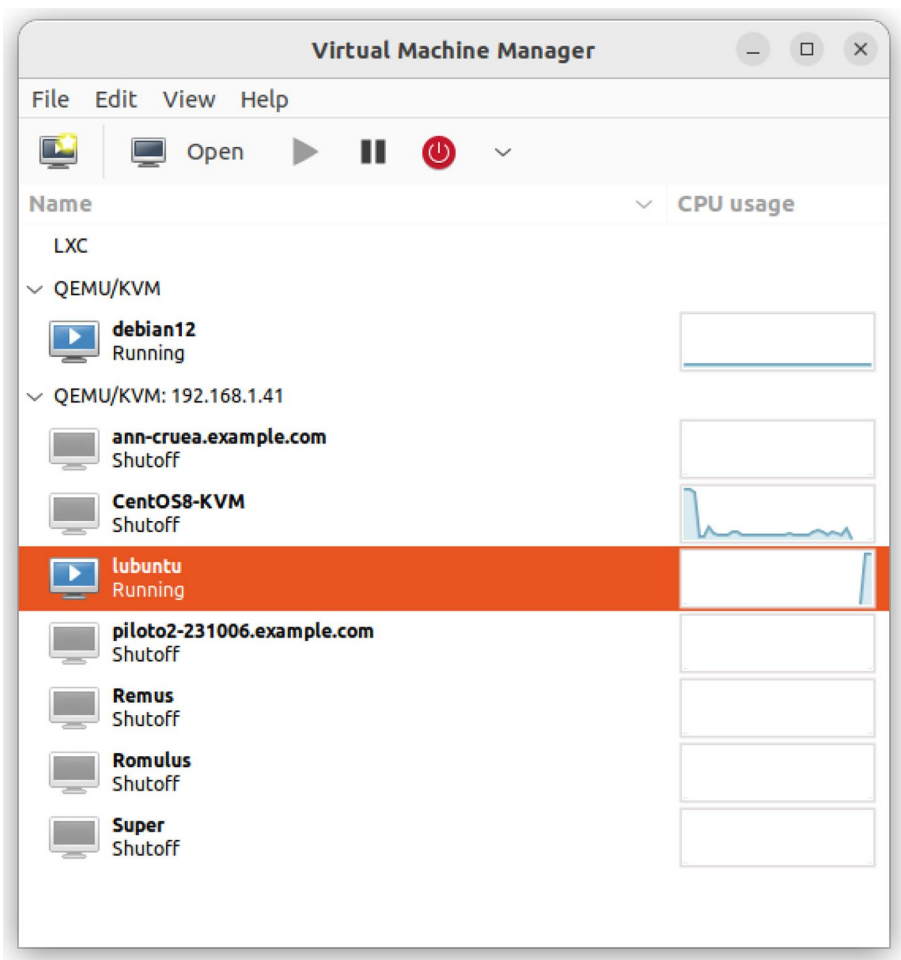 Virtual Machine Manager
File Edit View Help
Open
Name CPU usage
LXC
QEMU/KVM
debian12
Running
QEMU/KVM: 192.168.1.41
ann-cruea.example.com
Shutoff
CentOS8-KVM
Shutoff
lubuntu
Running
piloto2-231006.example.com
Shutoff
Remus
Shutoff
Romulus
Shutoff
Super
Shutoff